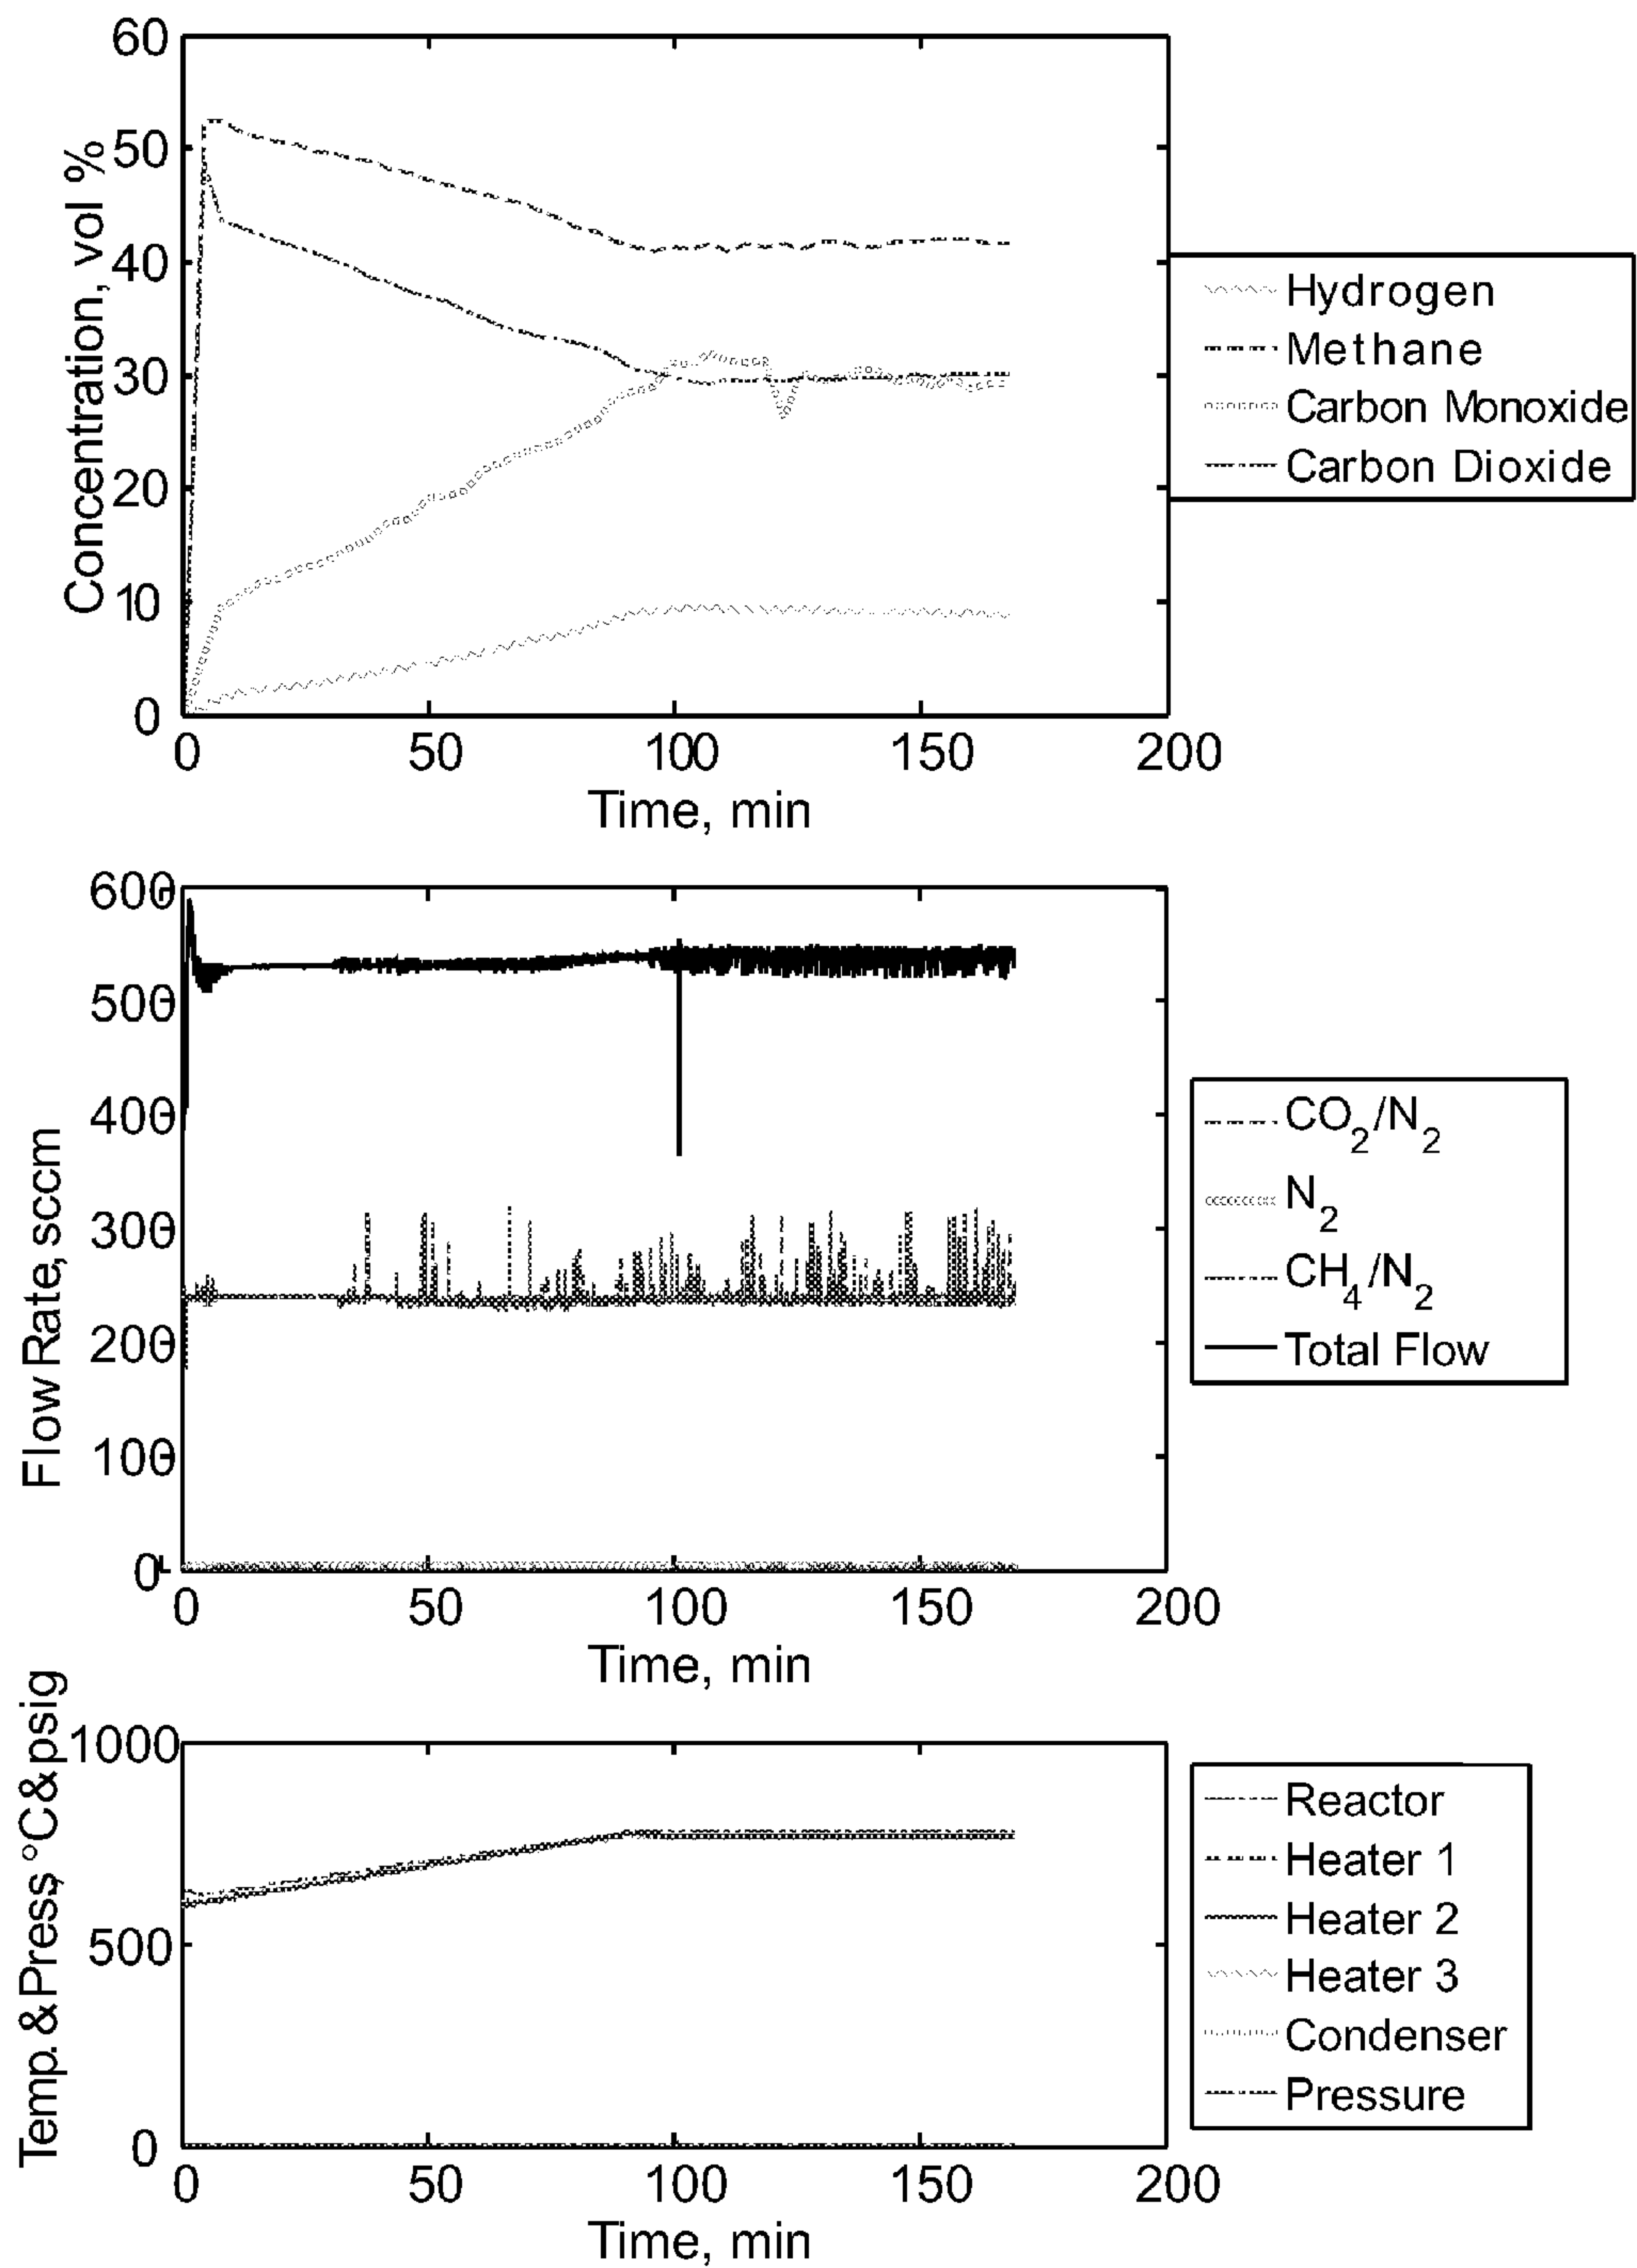 60
50
40
30
20
10
0
Concentration, vol %
0 50 100 150 200
Time, min
Hydrogen
Methane
Carbon Monoxide
Carbon Dioxide
600
500
400
300
200
100
0
Flow Rate, sccm
0 50 100 150 200
Time, min
CO2/N2
N2
CH4/N2
Total Flow
1000
500
0
Temp. & Press, °C & psig
0 50 100 150 200
Time, min
Reactor
Heater 1
Heater 2
Heater 3
Condenser
Pressure